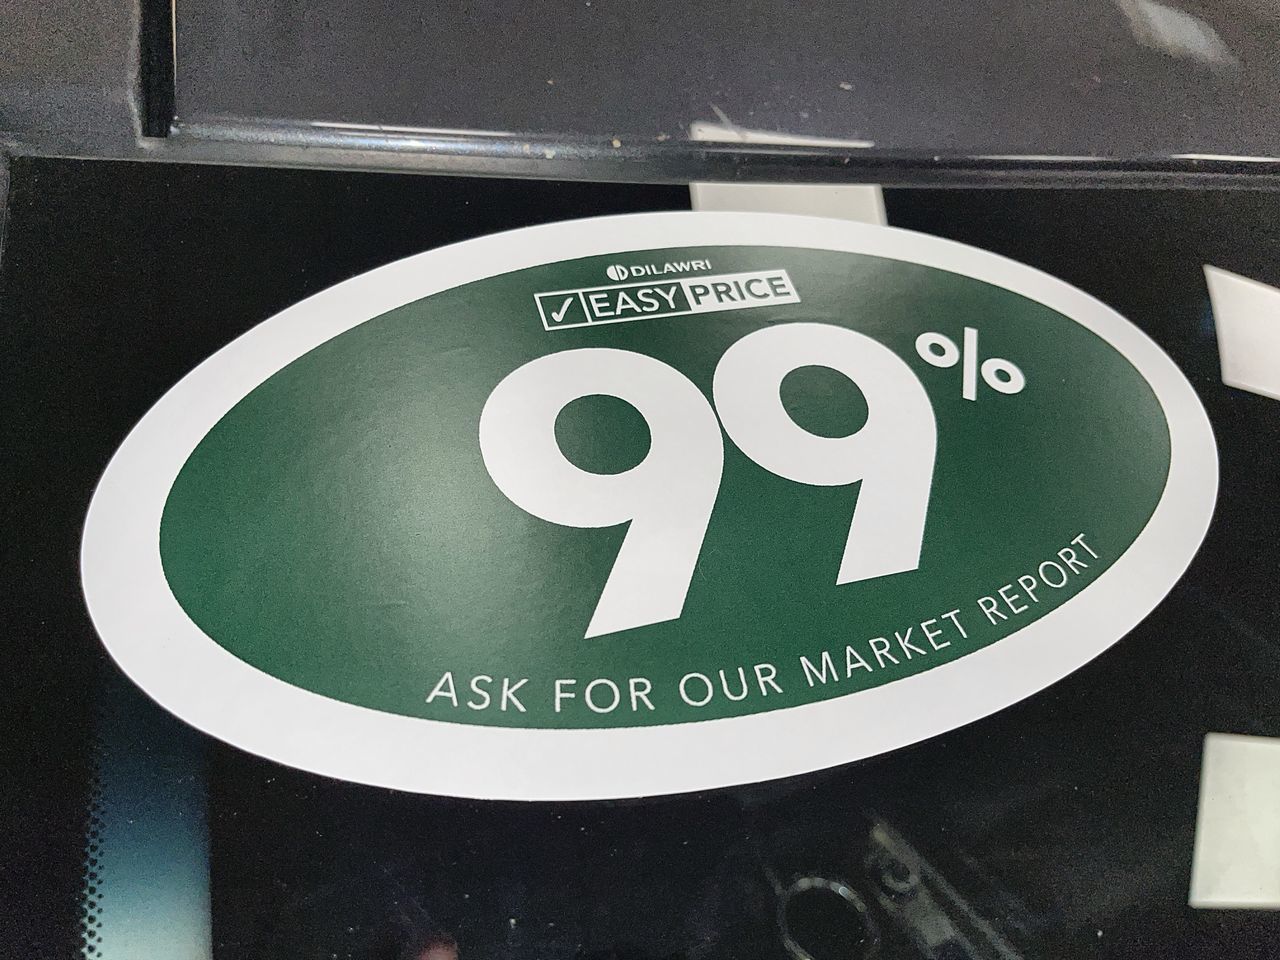 DILAWRI
✓ EASY PRICE
99%
ASK FOR OUR MARKET REPORT